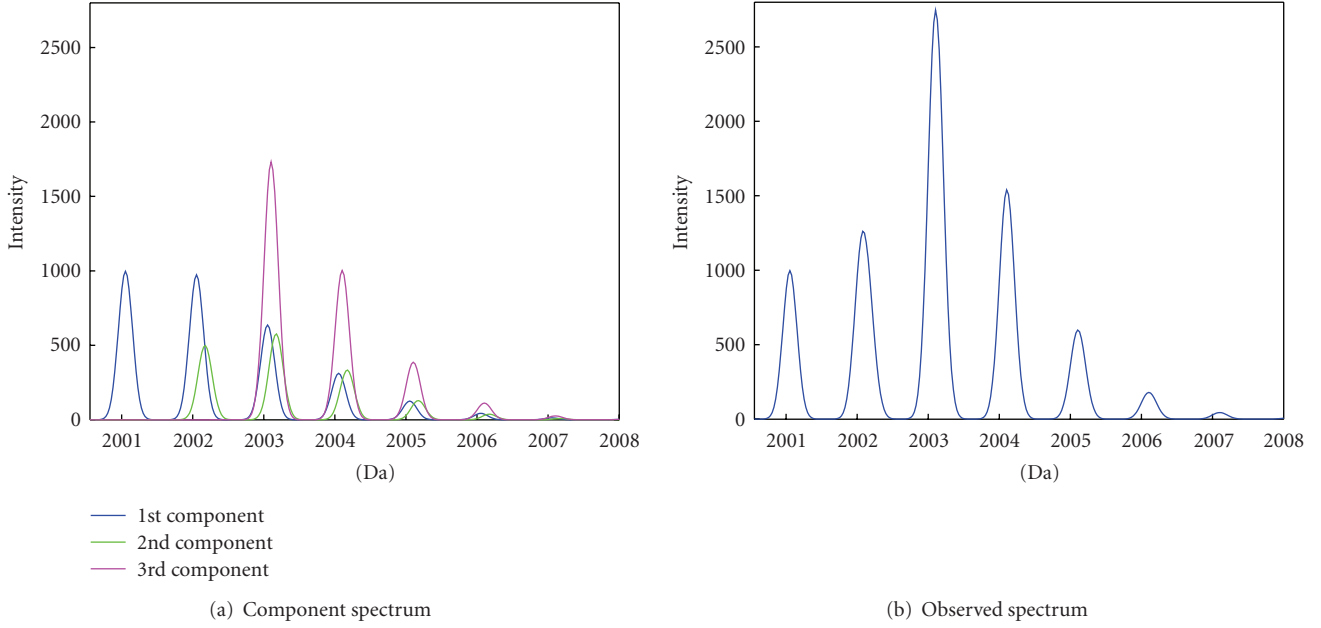 2500
2000
1500
1000
500
0
Intensity
2001 2002 2003 2004 2005 2006 2007 2008
(Da)
1st component
2nd component
3rd component
(a) Component spectrum
2500
2000
1500
1000
500
0
Intensity
2001 2002 2003 2004 2005 2006 2007 2008
(Da)
(b) Observed spectrum